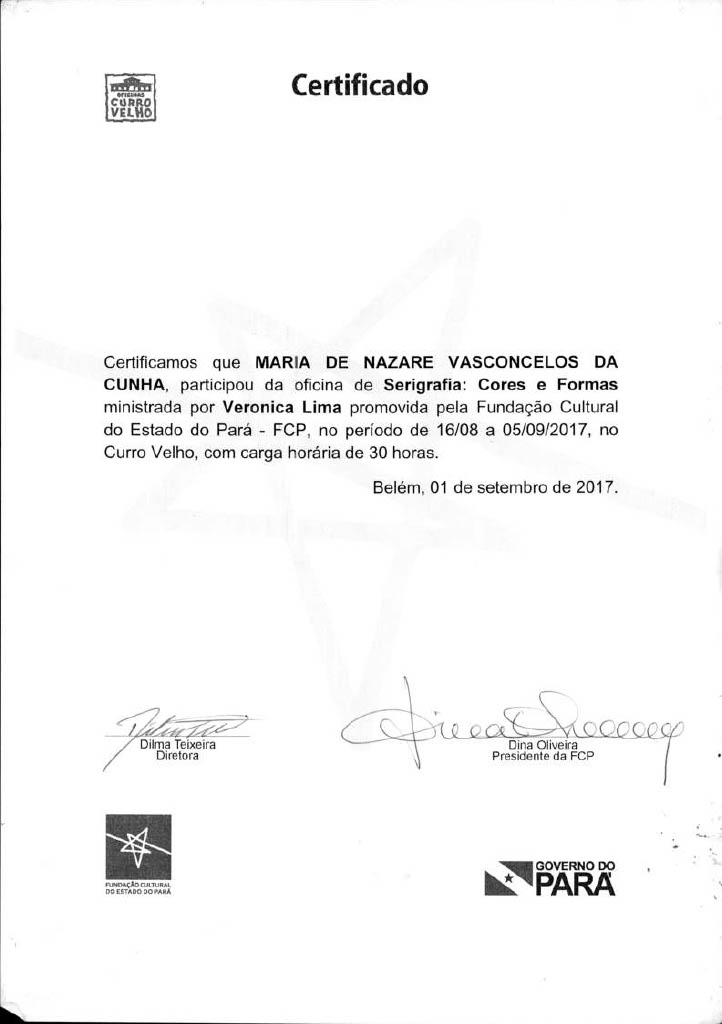 Certificado
OFICINAS
CURRO
VELHO
Certificamos que MARIA DE NAZARE VASCONCELOS DA
CUNHA, participou da oficina de Serigrafia: Cores e Formas
ministrada por Veronica Lima promovida pela Fundação Cultural
do Estado do Pará - FCP, no período de 16/08 a 05/09/2017, no
Curro Velho, com carga horária de 30 horas.
Belém, 01 de setembro de 2017.
Dilma Teixeira
Diretora
Dina Oliveira
Presidente da FCP
FUNDAÇÃO CULTURAL
DO ESTADO DO PARÁ
GOVERNO DO
PARÁ